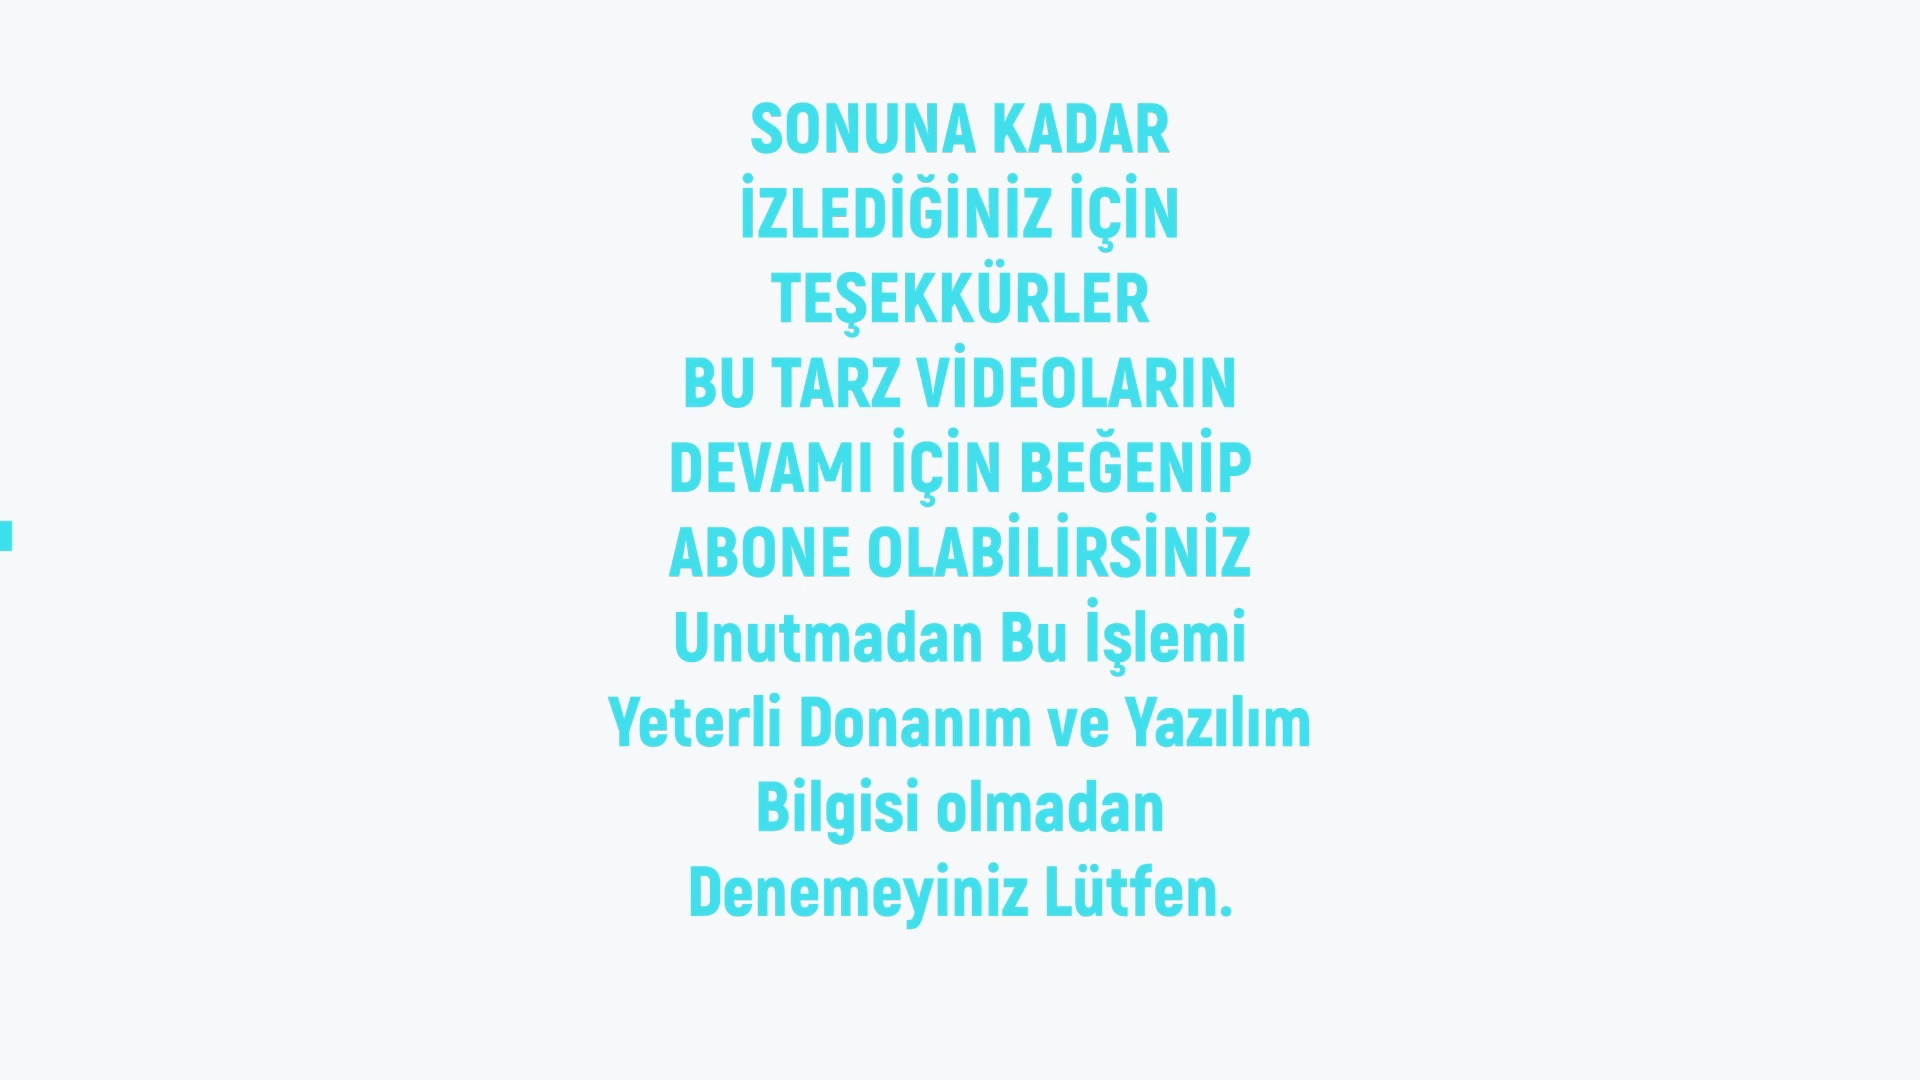 SONUNA KADAR
İZLEDİĞİNİZ İÇİN
TEŞEKKÜRLER
BU TARZ VİDEOLARIN
DEVAMI İÇİN BEĞENİP
ABONE OLABİLİRSİNİZ
Unutmadan Bu İşlemi
Yeterli Donanım ve Yazılım
Bilgisi olmadan
Denemeyiniz Lütfen.